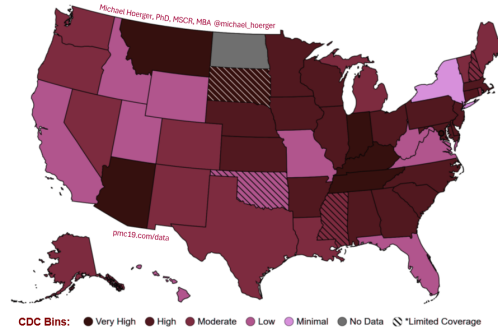 Michael Hoerger, PhD, MSCR, MBA @michael_hoerger
pmc19.com/data
CDC Bins: Very High High Moderate Low Minimal No Data *Limited Coverage